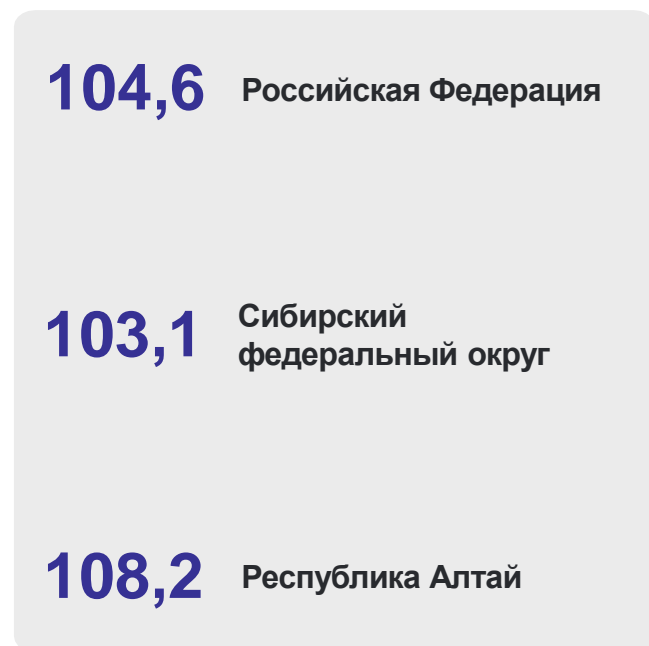 104,6 Российская Федерация
103,1 Сибирский
федеральный округ
108,2 Республика Алтай